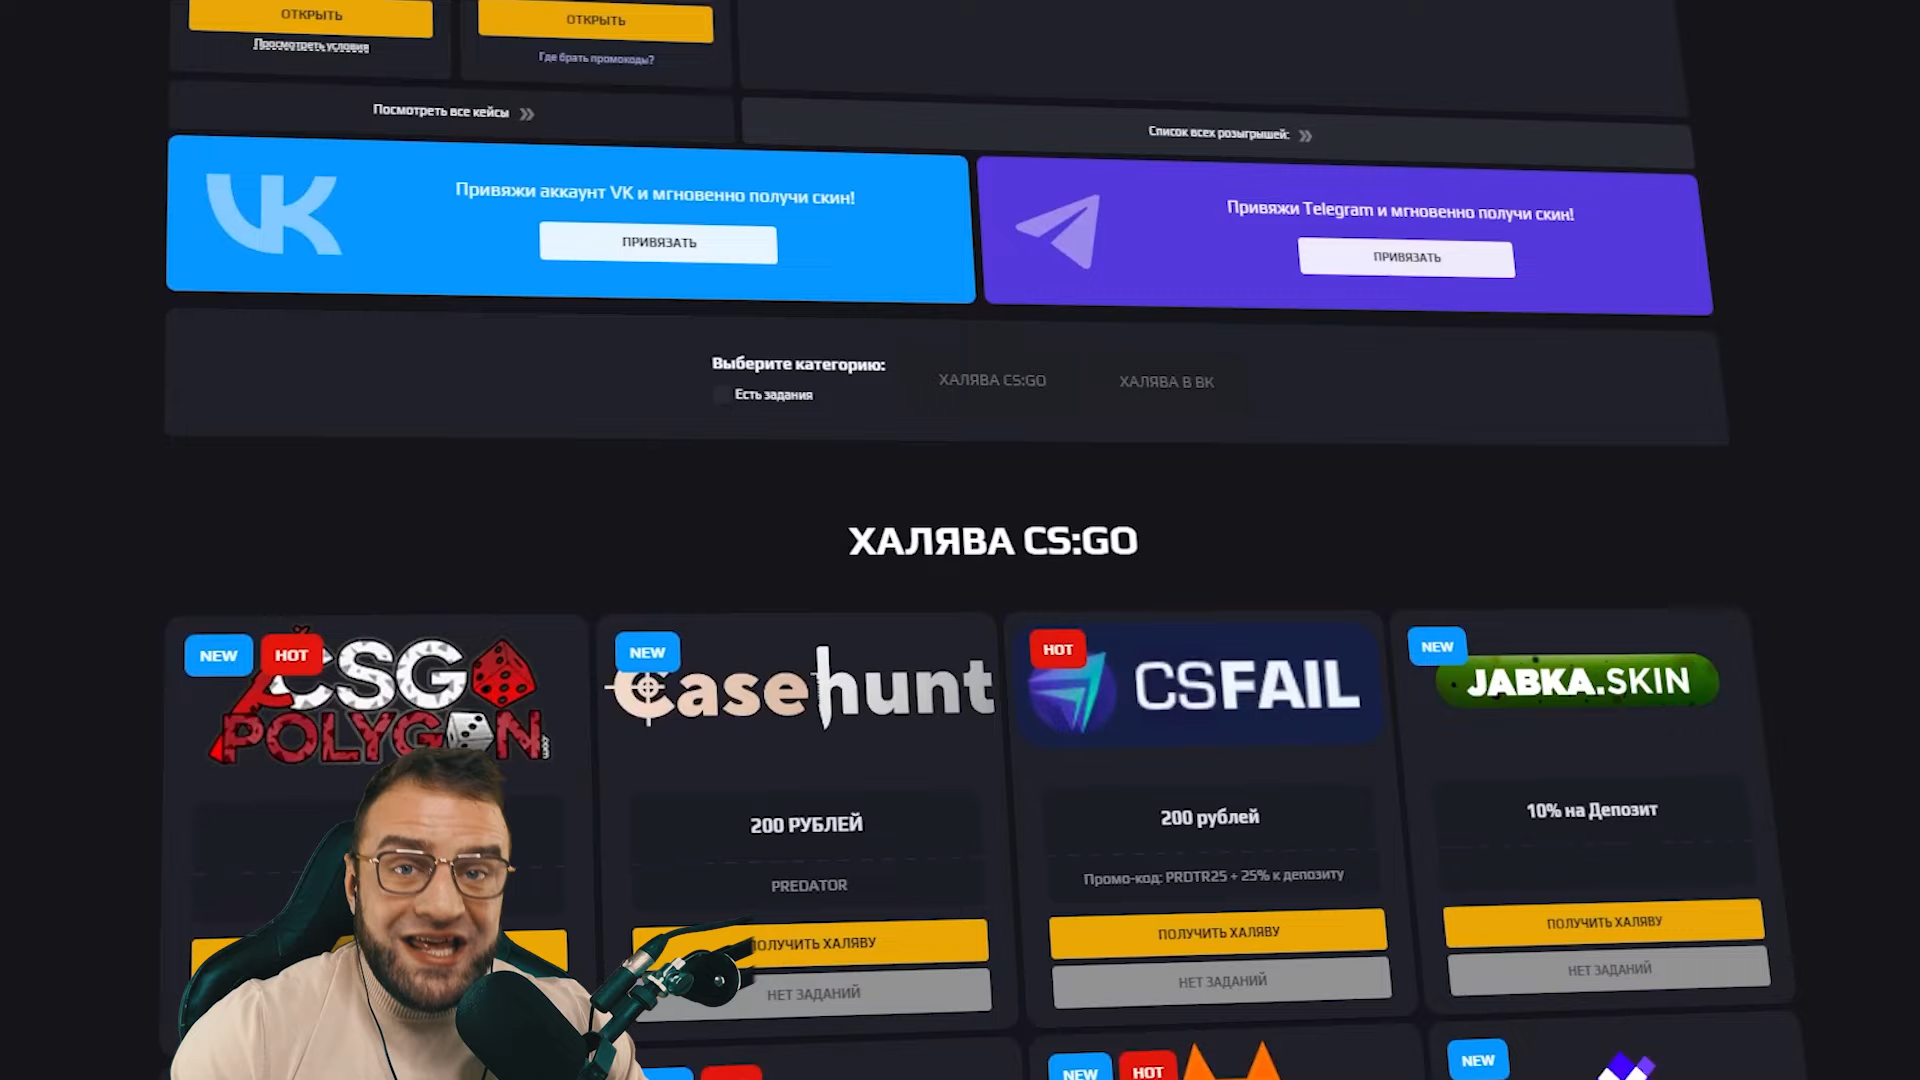 ОТКРЫТЬ
ОТКРЫТЬ
Просмотреть условия
Где брать промокоды?
Посмотреть все кейсы
Список всех розыгрышей:
Привяжи аккаунт VK и мгновенно получи скин!
ПРИВЯЗАТЬ
Привяжи Telegram и мгновенно получи скин!
ПРИВЯЗАТЬ
Выберите категорию:
Есть задания
ХАЛЯВА CS:GO
ХАЛЯВА В ВК
ХАЛЯВА CS:GO
NEW
HOT
CSGO
POLYGON
NEW
Casehunt
200 РУБЛЕЙ
PREDATOR
ПОЛУЧИТЬ ХАЛЯВУ
НЕТ ЗАДАНИЙ
HOT
CSFAIL
200 рублей
Промо-код: PRDTR25 + 25% к депозиту
ПОЛУЧИТЬ ХАЛЯВУ
НЕТ ЗАДАНИЙ
NEW
JABKA.SKIN
10% на Депозит
ПОЛУЧИТЬ ХАЛЯВУ
НЕТ ЗАДАНИЙ
NEW
HOT
NEW